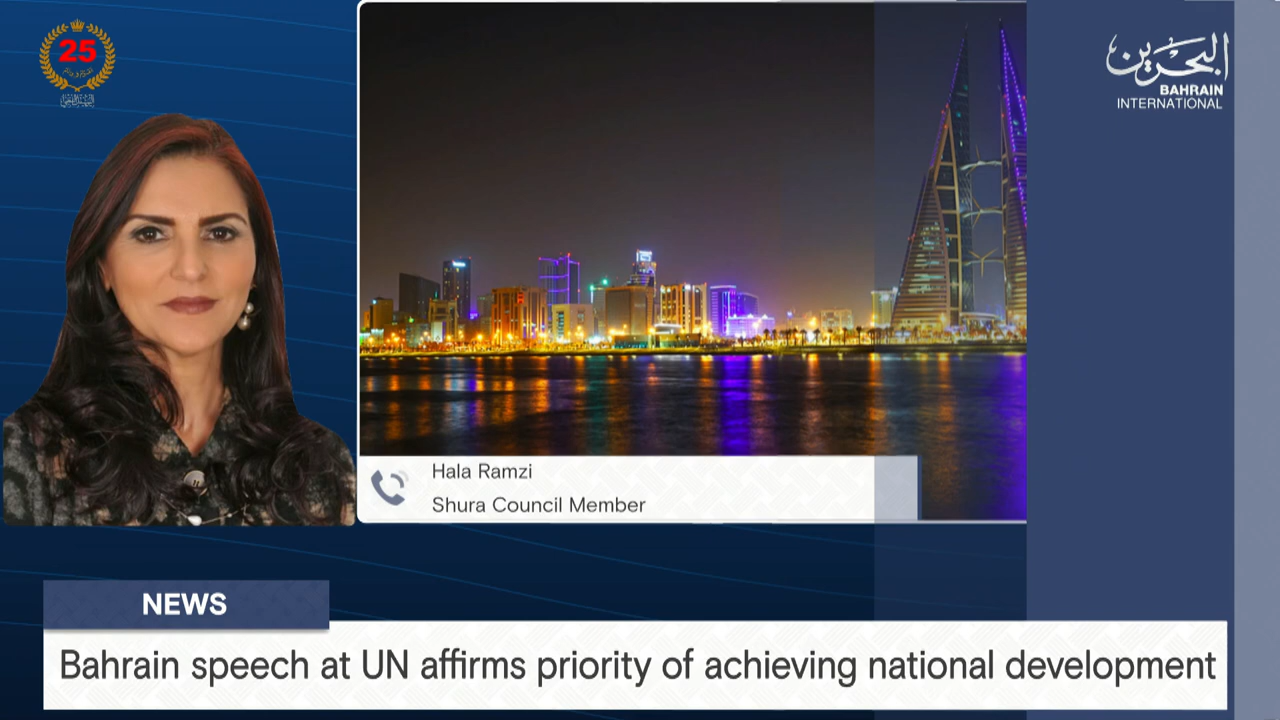 25
البحرين
BAHRAIN
INTERNATIONAL
Hala Ramzi
Shura Council Member
NEWS
Bahrain speech at UN affirms priority of achieving national development